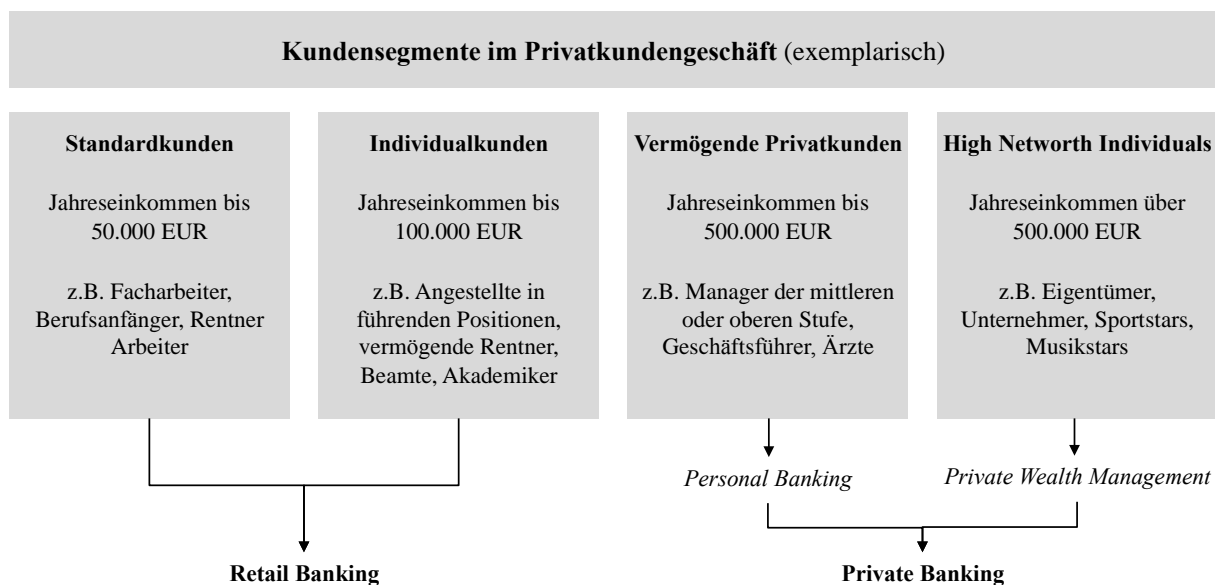 Kundensegmente im Privatkundengeschäft (exemplarisch)
Standardkunden
Jahreseinkommen bis
50.000 EUR
z.B. Facharbeiter,
Berufsanfänger, Rentner
Arbeiter
Individualkunden
Jahreseinkommen bis
100.000 EUR
z.B. Angestellte in
führenden Positionen,
vermögende Rentner,
Beamte, Akademiker
Vermögende Privatkunden
Jahreseinkommen bis
500.000 EUR
z.B. Manager der mittleren
oder oberen Stufe,
Geschäftsführer, Ärzte
High Networth Individuals
Jahreseinkommen über
500.000 EUR
z.B. Eigentümer,
Unternehmer, Sportstars,
Musikstars
Personal Banking
Private Wealth Management
Retail Banking
Private Banking